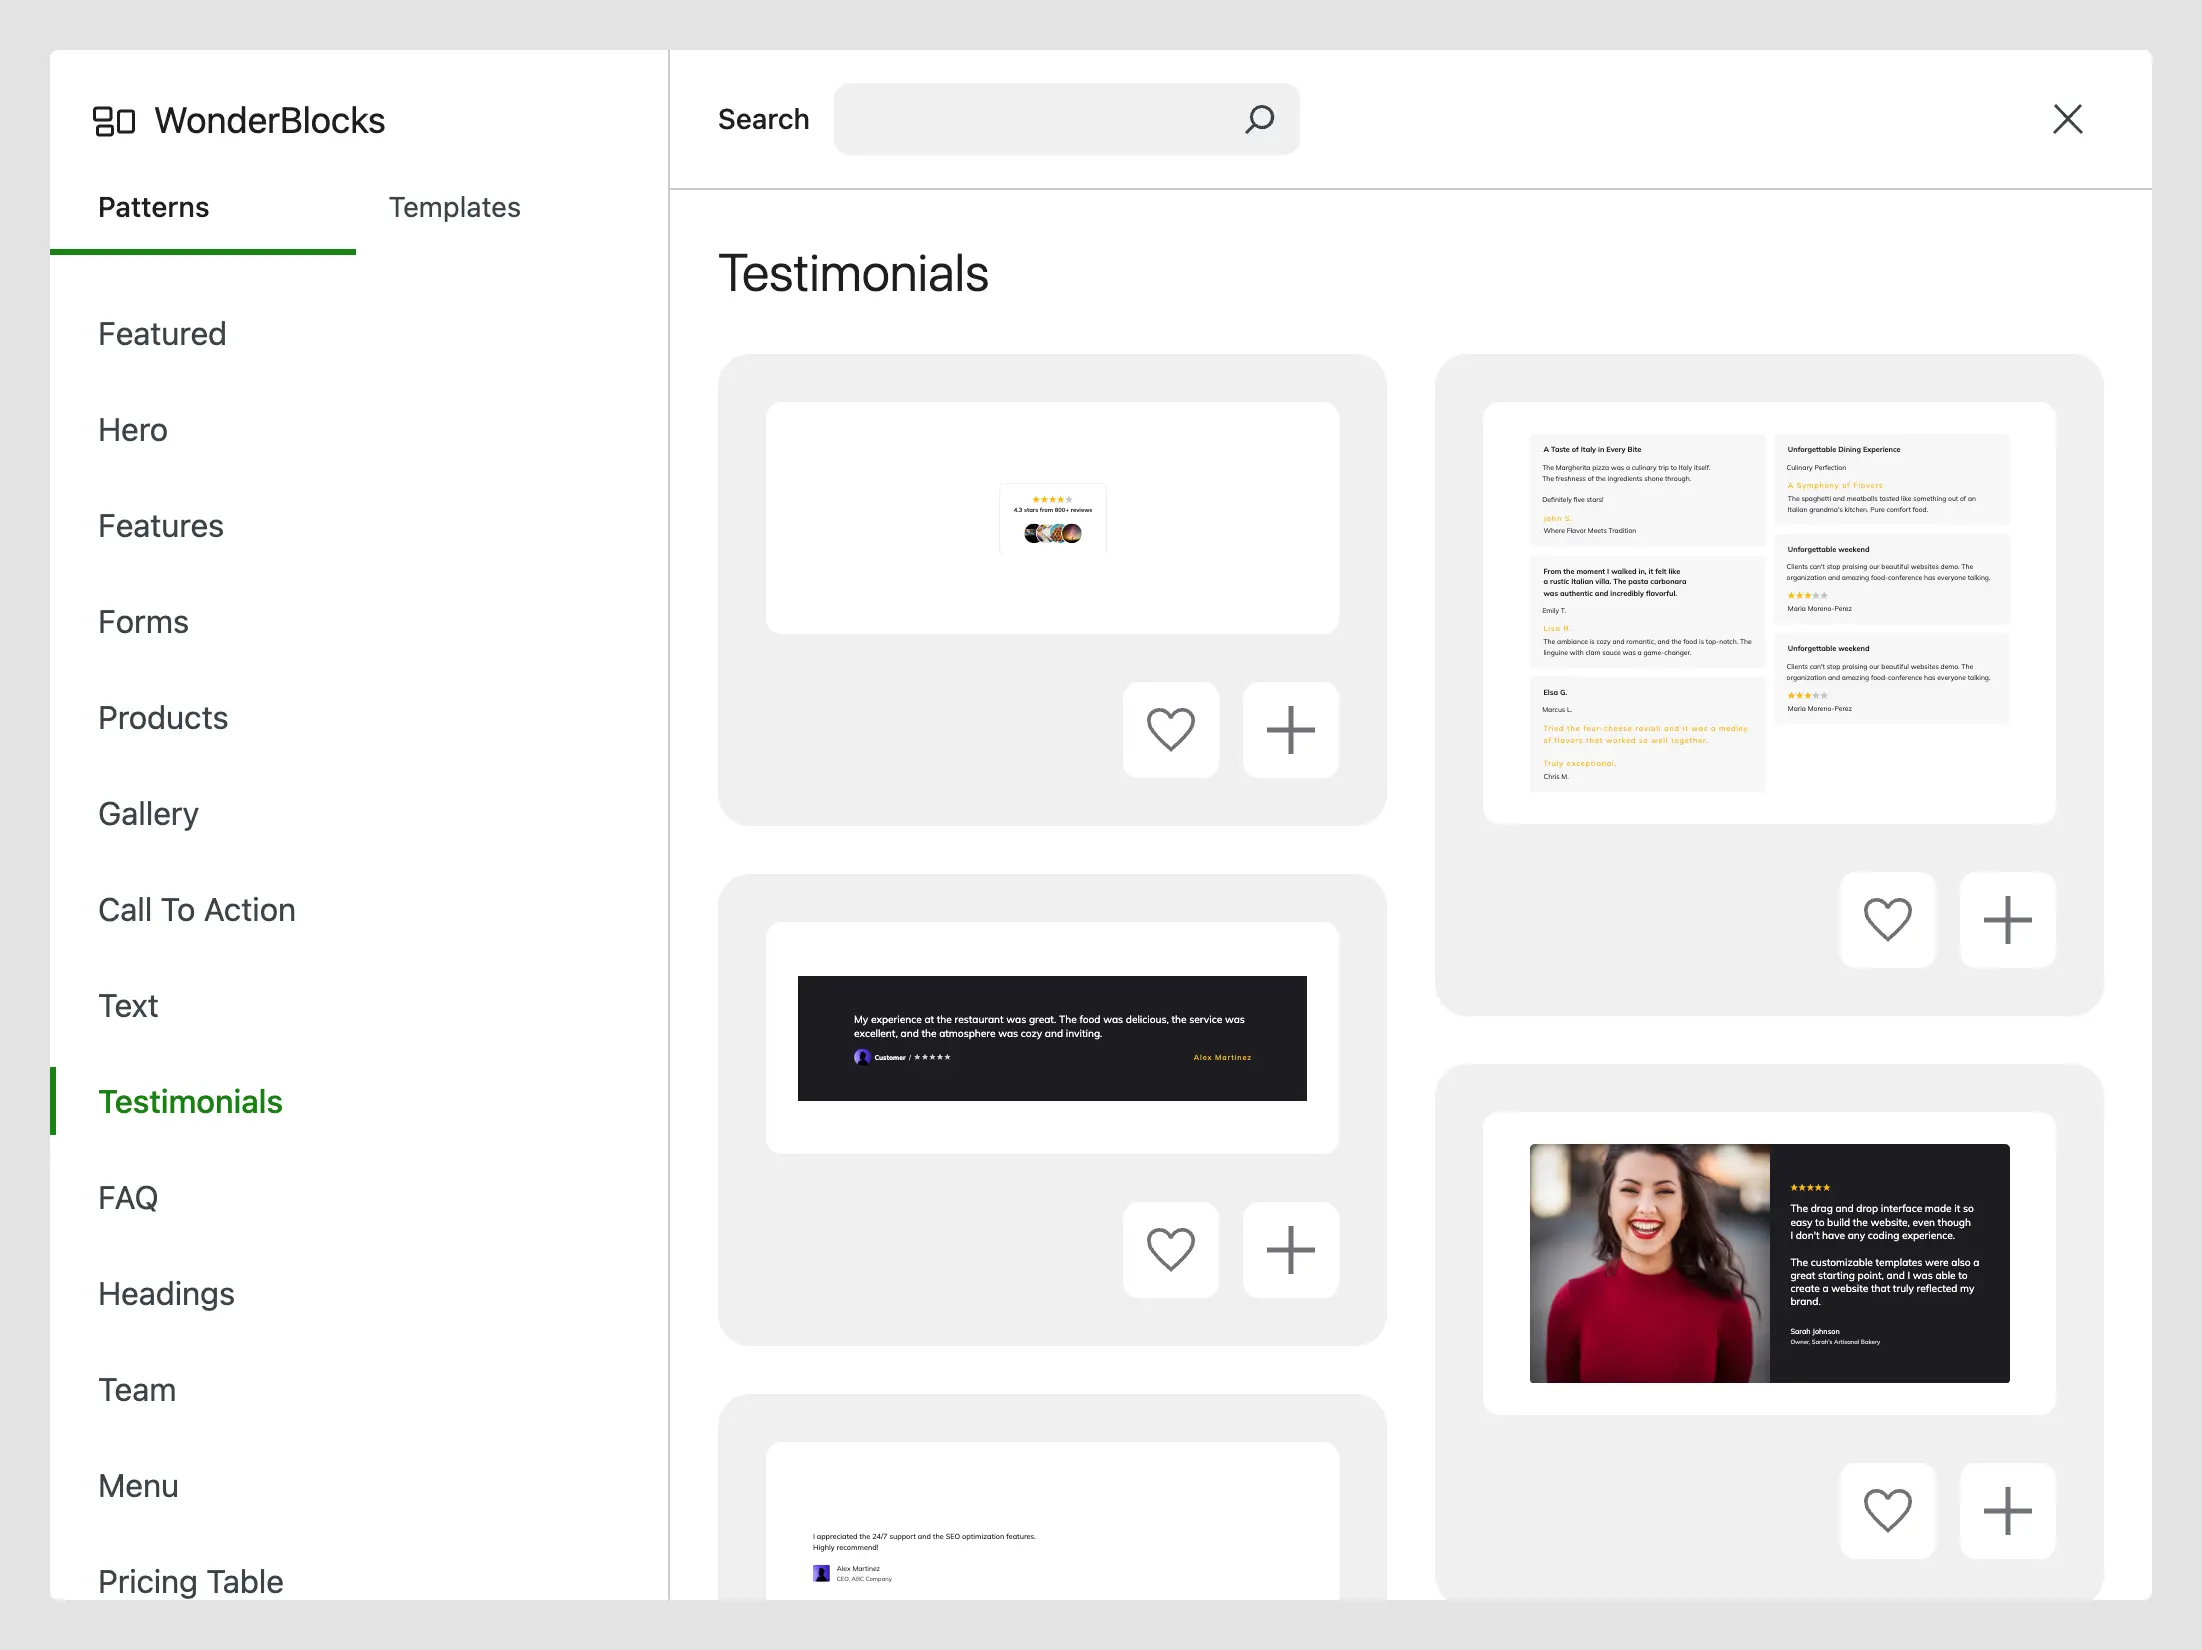 WonderBlocks
Patterns
Templates
Featured
Hero
Features
Forms
Products
Gallery
Call To Action
Text
Testimonials
FAQ
Headings
Team
Menu
Pricing Table
Search
Testimonials
4.3 stars from 800+ reviews
My experience at the restaurant was great. The food was delicious, the service was
excellent, and the atmosphere was cozy and inviting.
Customer /
Alex Martinez
I appreciated the 24/7 support and the SEO optimization features.
Highly recommend!
Alex Martinez
CEO, ABC Company
A Taste of Italy in Every Bite
The Margherita pizza was a culinary trip to Italy itself.
The freshness of the ingredients shone through.
Definitely five stars!
John S.
Where Flavor Meets Tradition
From the moment I walked in, it felt like
a rustic Italian villa. The pasta carbonara
was authentic and incredibly flavorful.
Emily T.
Lisa R.
The ambiance is cozy and romantic, and the food is top-notch. The
linguine with clam sauce was a game-changer.
Elsa G.
Marcus L.
Tried the four-cheese ravioli and it was a medley
of flavors that worked so well together.
Truly exceptional.
Chris M.
Unforgettable Dining Experience
Culinary Perfection
A Symphony of Flavors
The spaghetti and meatballs tasted like something out of an
Italian grandma's kitchen. Pure comfort food.
Unforgettable weekend
Clients can't stop praising our beautiful websites demo. The
organization and amazing food-conference has everyone talking.
Maria Moreno-Perez
Unforgettable weekend
Clients can't stop praising our beautiful websites demo. The
organization and amazing food-conference has everyone talking.
Maria Moreno-Perez
The drag and drop interface made it so
easy to build the website, even though
I don't have any coding experience.
The customizable templates were also a
great starting point, and I was able to
create a website that truly reflected my
brand.
Sarah Johnson
Owner, Sarah's Artisanal Bakery